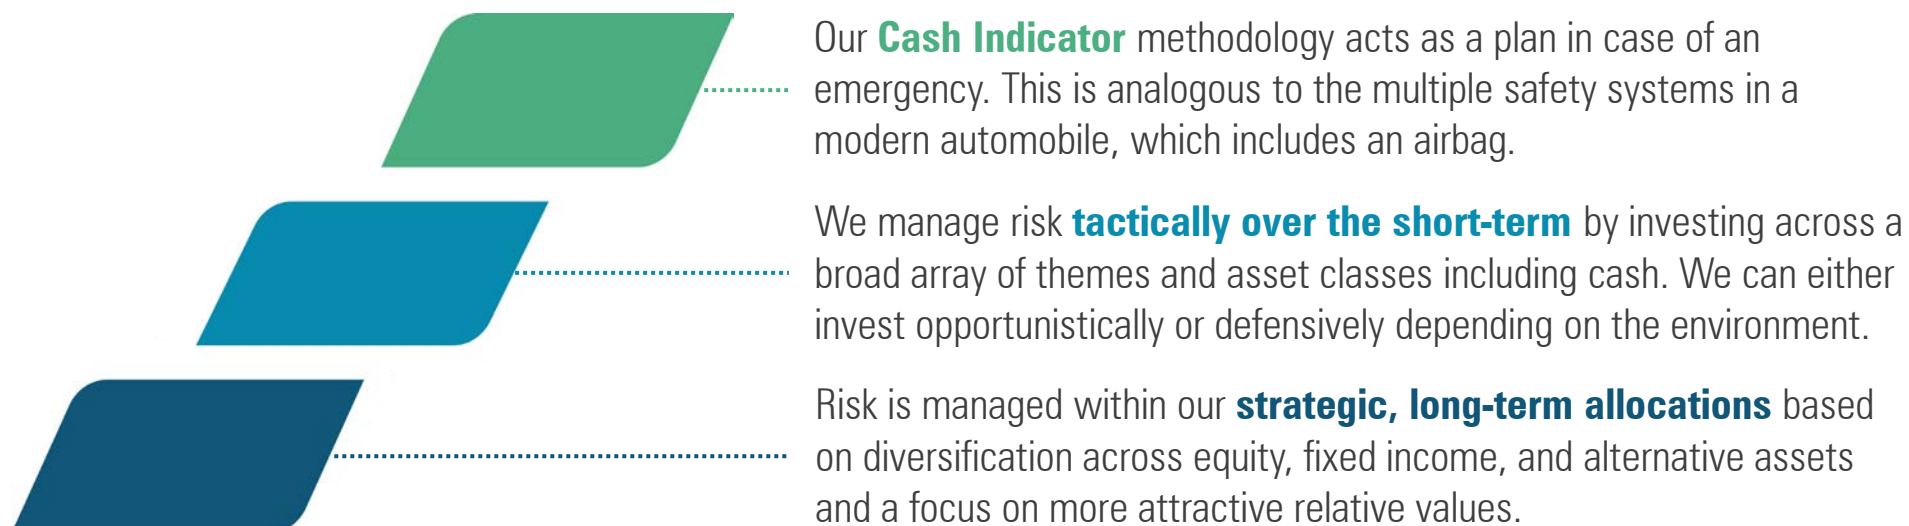 Our Cash Indicator methodology acts as a plan in case of an
emergency. This is analogous to the multiple safety systems in a
modern automobile, which includes an airbag.
We manage risk tactically over the short-term by investing across a
broad array of themes and asset classes including cash. We can either
invest opportunistically or defensively depending on the environment.
Risk is managed within our strategic, long-term allocations based
on diversification across equity, fixed income, and alternative assets
and a focus on more attractive relative values.